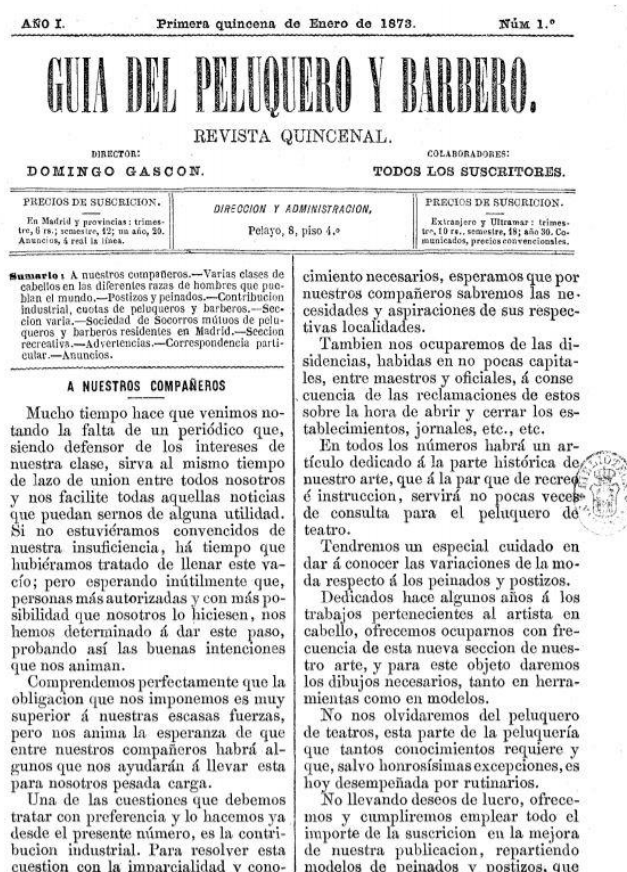 AÑO I.
Primera quincena de Enero de 1873.
Núm 1.º
GUIA DEL PELUQUERO Y BARBERO.
REVISTA QUINCENAL.
DIRECTOR:
DOMINGO GASCON.
COLABORADORES:
TODOS LOS SUSCRITORES.
PRECIOS DE SUSCRICION.
En Madrid y provincias: trimes-
tre, 6 rs.; semestre, 12; un año, 20.
Anuncios, 4 real la línea.
DIRECCION Y ADMINISTRACION,
Pelayo, 8, piso 4.º
PRECIOS DE SUSCRICION.
Extranjero y Ultramar: trimes-
tre, 10 rs., semestre, 18; año 30. Co-
municados, precios convencionales.
Sumario: A nuestros compañeros.—Varias clases de
cabellos en las diferentes razas de hombres que pue-
blan el mundo.—Postizos y peinados.—Contribucion
industrial, cuotas de peluqueros y barberos.—Sec-
cion varia.—Sociedad de Socorros mútuos de pelu-
queros y barberos residentes en Madrid.—Seccion
recreativa.—Advertencias.—Correspondencia parti-
cular.—Anuncios.
A NUESTROS COMPAÑEROS
Mucho tiempo hace que venimos no-
tando la falta de un periódico que,
siendo defensor de los intereses de
nuestra clase, sirva al mismo tiempo
de lazo de union entre todos nosotros
y nos facilite todas aquellas noticias
que puedan sernos de alguna utilidad.
Si no estuviéramos convencidos de
nuestra insuficiencia, há tiempo que
hubiéramos tratado de llenar este va-
cío; pero esperando inútilmente que,
personas más autorizadas y con más po-
sibilidad que nosotros lo hiciesen, nos
hemos determinado á dar este paso,
probando así las buenas intenciones
que nos animan.
Comprendemos perfectamente que la
obligacion que nos imponemos es muy
superior á nuestras escasas fuerzas,
pero nos anima la esperanza de que
entre nuestros compañeros habrá al-
gunos que nos ayudarán á llevar esta
para nosotros pesada carga.
Una de las cuestiones que debemos
tratar con preferencia y lo hacemos ya
desde el presente número, es la contri-
bucion industrial. Para resolver esta
cuestion con la imparcialidad y cono-
cimiento necesarios, esperamos que por
nuestros compañeros sabremos las ne-
cesidades y aspiraciones de sus respec-
tivas localidades.
Tambien nos ocuparemos de las di-
sidencias, habidas en no pocas capita-
les, entre maestros y oficiales, á conse
cuencia de las reclamaciones de estos
sobre la hora de abrir y cerrar los es-
tablecimientos, jornales, etc., etc.
En todos los números habrá un ar-
tículo dedicado á la parte histórica de
nuestro arte, que á la par que de recreo
é instruccion, servirá no pocas veces
de consulta para el peluquero de
teatro.
Tendremos un especial cuidado en
dar á conocer las variaciones de la mo-
da respecto á los peinados y postizos.
Dedicados hace algunos años á los
trabajos pertenecientes al artista en
cabello, ofrecemos ocuparnos con fre-
cuencia de esta nueva seccion de nues-
tro arte, y para este objeto daremos
los dibujos necesarios, tanto en herra-
mientas como en modelos.
No nos olvidaremos del peluquero
de teatros, esta parte de la peluquería
que tantos conocimientos requiere y
que, salvo honrosísimas excepciones, es
hoy desempeñada por rutinarios.
No llevando deseos de lucro, ofrece-
mos y cumpliremos emplear todo el
importe de la suscricion en la mejora
de nuestra publicacion, repartiendo
modelos de peinados y postizos, que